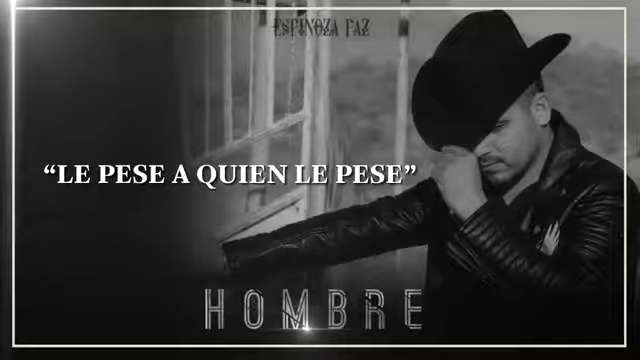 ESPINOZA PAZ
“LE PESE A QUIEN LE PESE”
HOMBRE